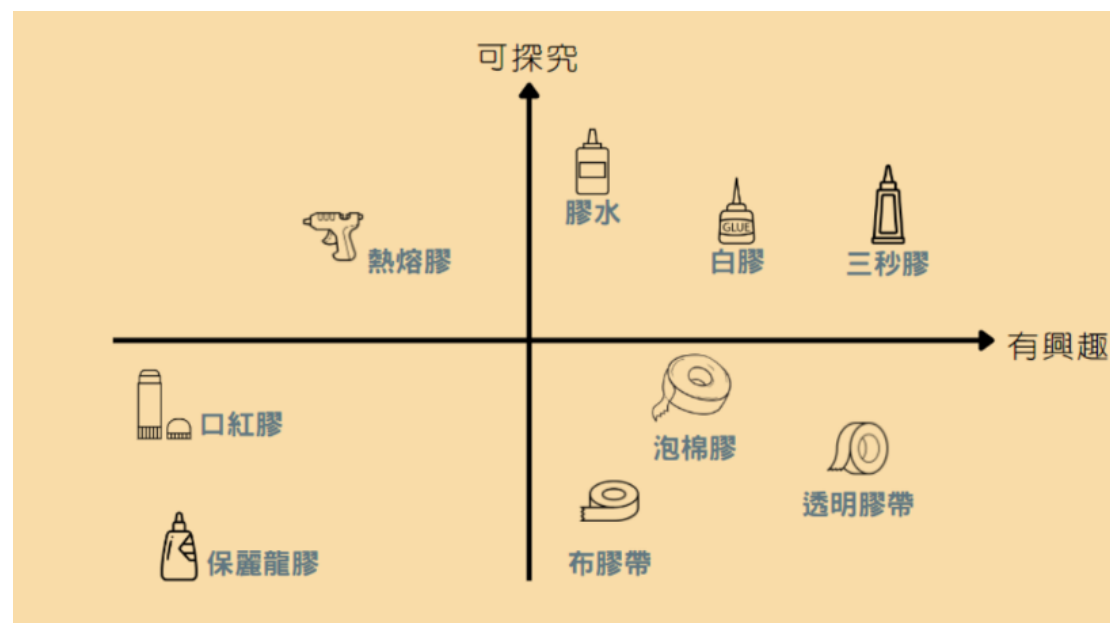 可探究
膠水
GLUE
熱熔膠
白膠
三秒膠
有興趣
口紅膠
泡棉膠
透明膠帶
保麗龍膠
布膠帶